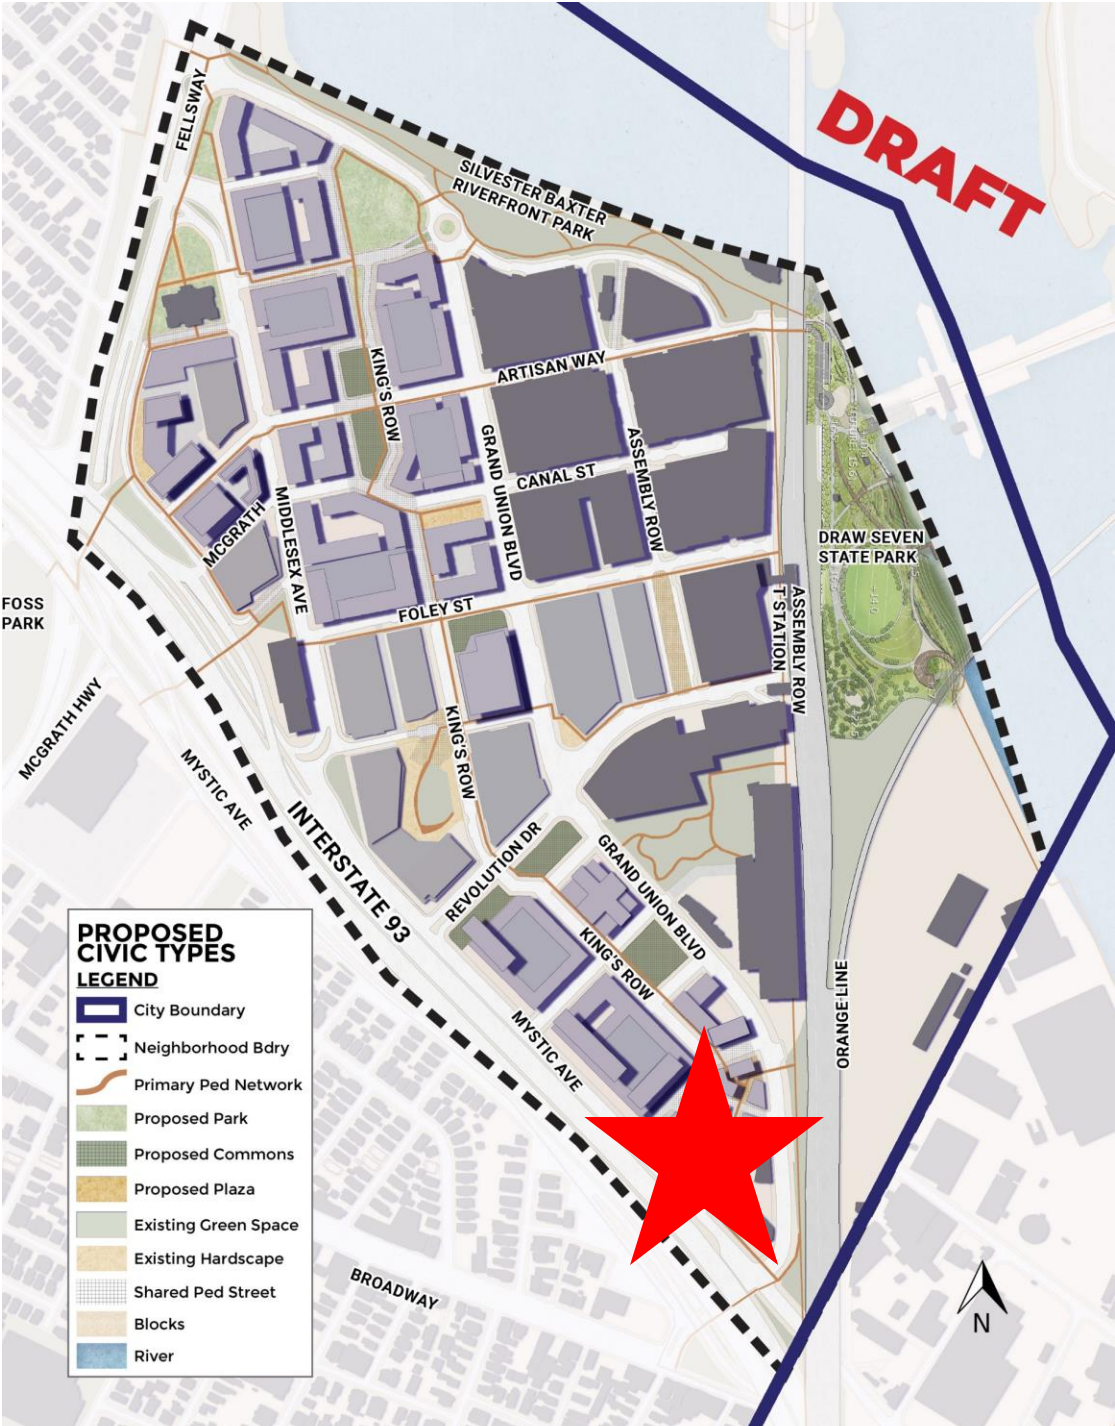 DRAFT
FELLSWAY
SILVESTER BAXTER
RIVERFRONT PARK
KING'S ROW
ARTISAN WAY
GRAND UNION BLVD
ASSEMBLY ROW
CANAL ST
MCGRATH
MIDDLESEX AVE
DRAW SEVEN
STATE PARK
FOSS
PARK
FOLEY ST
ASSEMBLY ROW
T STATION
MCGRATH HWY
MYSTIC AVE
KING'S ROW
INTERSTATE 93
REVOLUTION DR
GRAND UNION BLVD
KING'S ROW
MYSTIC AVE
ORANGE LINE
BROADWAY
PROPOSED
CIVIC TYPES
LEGEND
City Boundary
Neighborhood Bdry
Primary Ped Network
Proposed Park
Proposed Commons
Proposed Plaza
Existing Green Space
Existing Hardscape
Shared Ped Street
Blocks
River
N